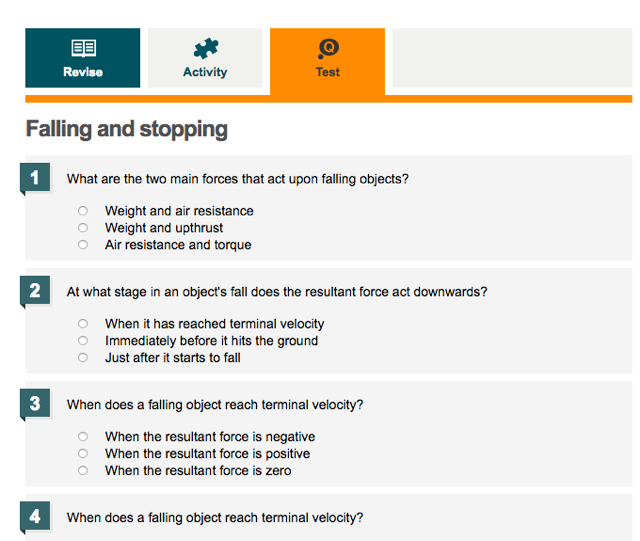 Revise
Activity
Test
Falling and stopping
1
What are the two main forces that act upon falling objects?
Weight and air resistance
Weight and upthrust
Air resistance and torque
2
At what stage in an object's fall does the resultant force act downwards?
When it has reached terminal velocity
Immediately before it hits the ground
Just after it starts to fall
3
When does a falling object reach terminal velocity?
When the resultant force is negative
When the resultant force is positive
When the resultant force is zero
4
When does a falling object reach terminal velocity?